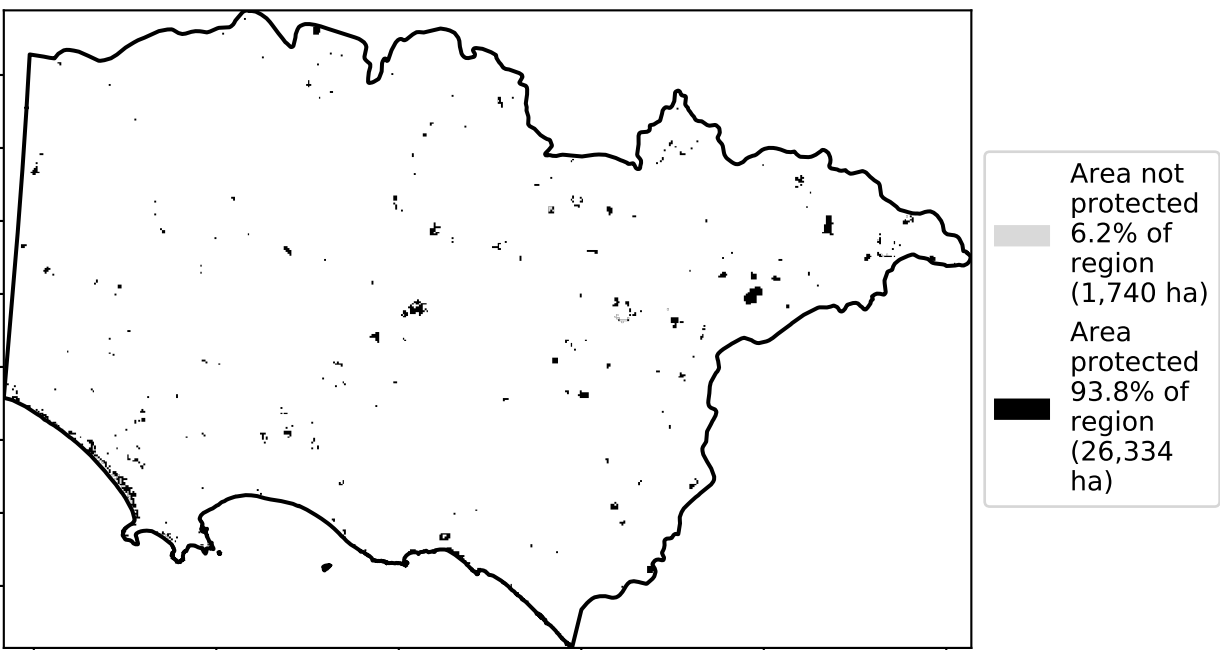 Area not
protected
6.2% of
region
(1,740 ha)
Area
protected
93.8% of
region
(26,334
ha)